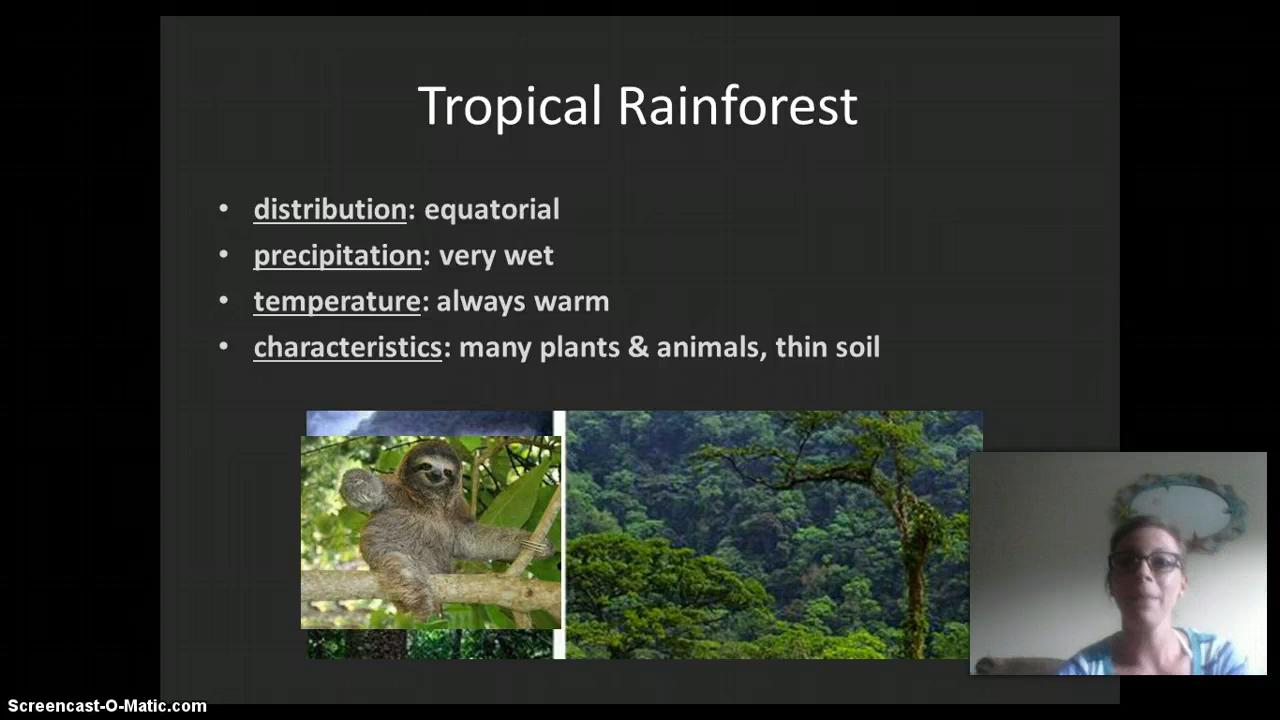 Tropical Rainforest
• distribution: equatorial
• precipitation: very wet
• temperature: always warm
• characteristics: many plants & animals, thin soil
Screencast-O-Matic.com